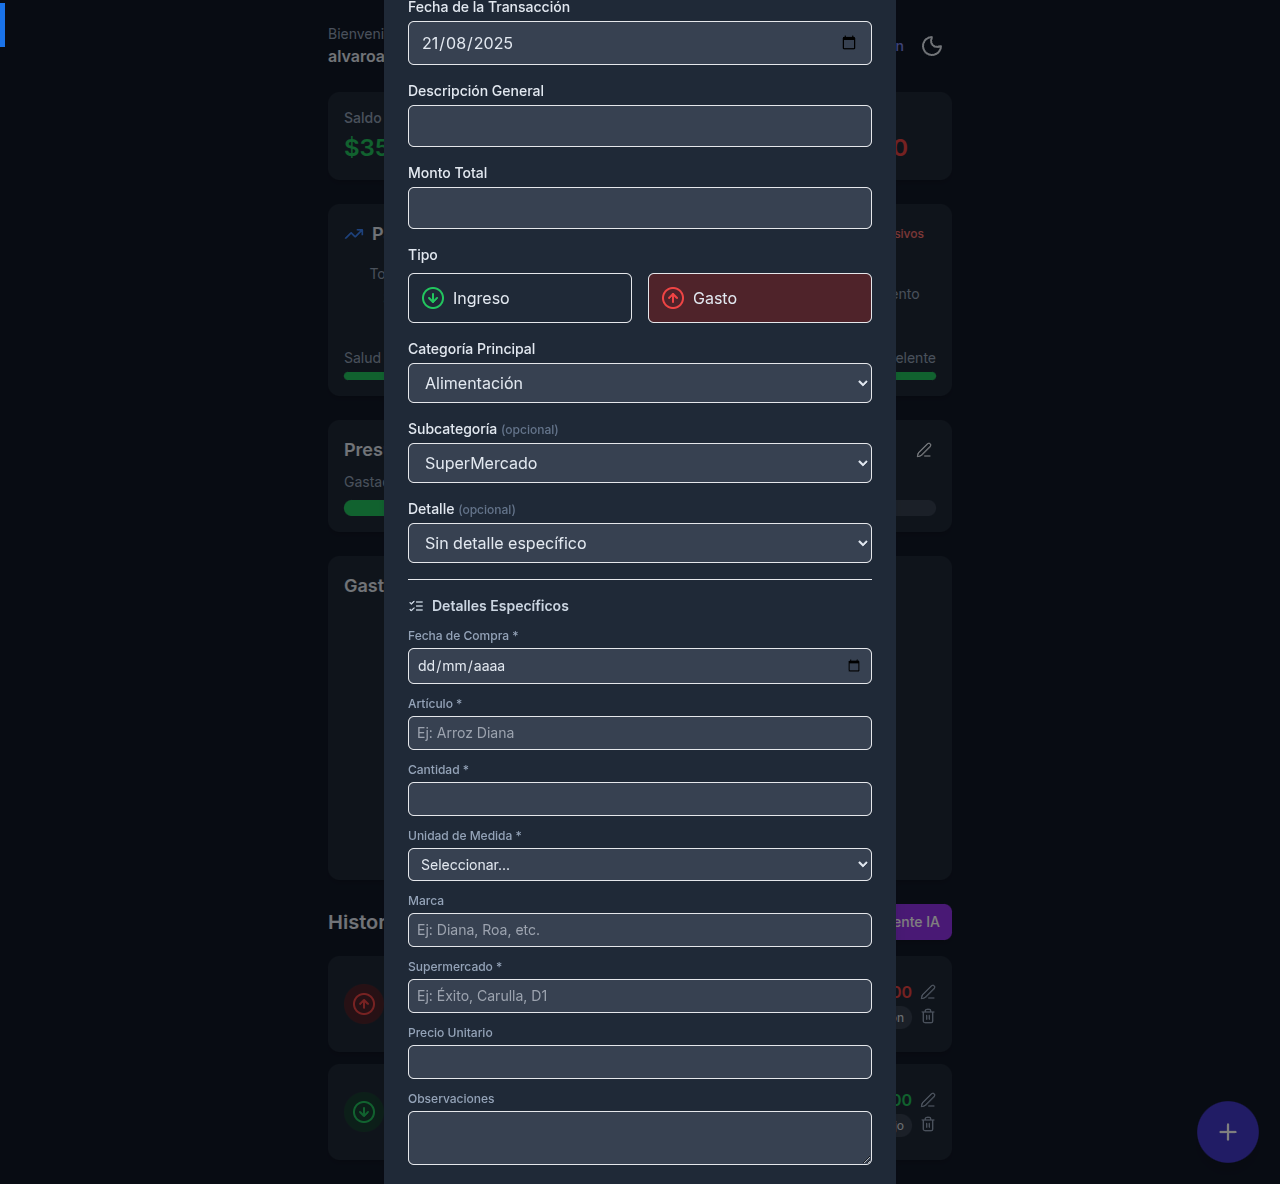 Fecha de la Transacción
Bienveni
21/08/2025
n
alvaroa
Descripción General
Saldo
$35
0
Monto Total
P
sivos
Tipo
To
Ingreso
Gasto
ento
Categoría Principal
Salud
elente
Alimentación
Subcategoría (opcional)
Pres
SuperMercado
Gasta
Detalle (opcional)
Sin detalle específico
Gast
Detalles Específicos
Fecha de Compra *
dd/mm/aaaa
Artículo *
Ej: Arroz Diana
Cantidad *
Unidad de Medida *
Seleccionar...
Marca
Histor
ente IA
Ej: Diana, Roa, etc.
Supermercado *
Ej: Éxito, Carulla, D1
00
n
Precio Unitario
Observaciones
00
o